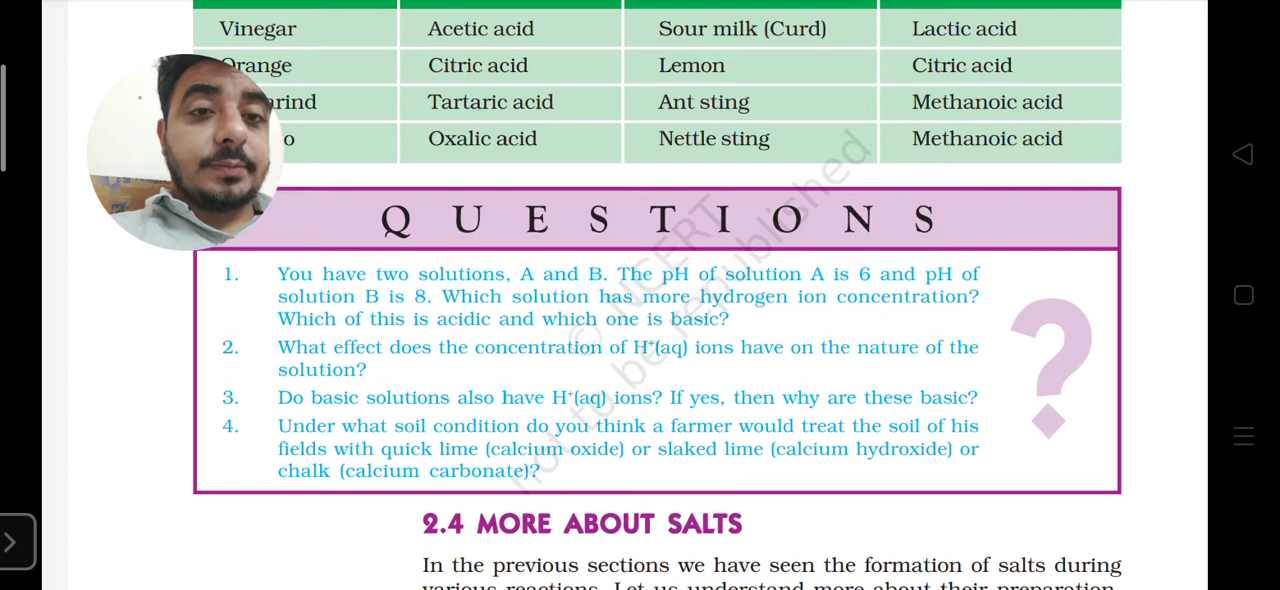 Vinegar Acetic acid Sour milk (Curd) Lactic acid
Orange Citric acid Lemon Citric acid
rind Tartaric acid Ant sting Methanoic acid
o Oxalic acid Nettle sting Methanoic acid
QUESTIONS
1. You have two solutions, A and B. The pH of solution A is 6 and pH of
solution B is 8. Which solution has more hydrogen ion concentration?
Which of this is acidic and which one is basic?
2. What effect does the concentration of H⁺(aq) ions have on the nature of the
solution?
3. Do basic solutions also have H⁺(aq) ions? If yes, then why are these basic?
4. Under what soil condition do you think a farmer would treat the soil of his
fields with quick lime (calcium oxide) or slaked lime (calcium hydroxide) or
chalk (calcium carbonate)?
?
© NCERT
not to be republished
2.4 MORE ABOUT SALTS
In the previous sections we have seen the formation of salts during
various reactions. Let us understand more about their preparation,